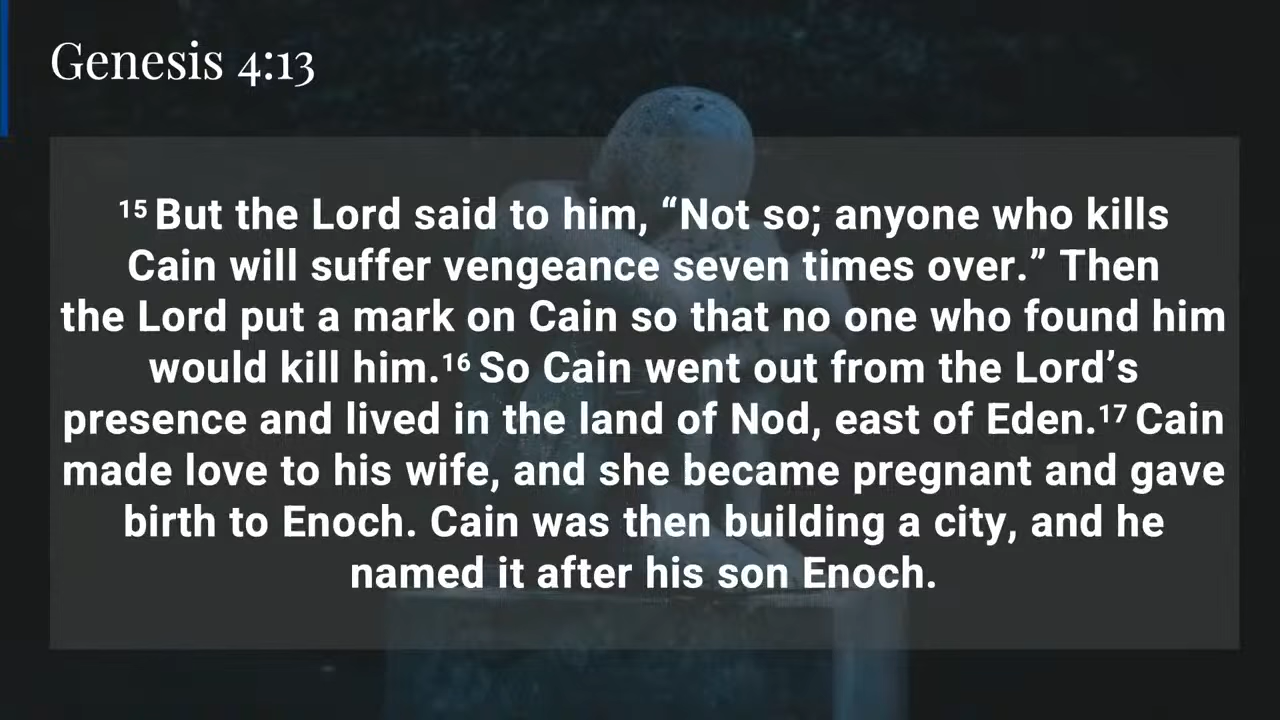 Genesis 4:13
15 But the Lord said to him, “Not so; anyone who kills
Cain will suffer vengeance seven times over.” Then
the Lord put a mark on Cain so that no one who found him
would kill him.16 So Cain went out from the Lord’s
presence and lived in the land of Nod, east of Eden.17 Cain
made love to his wife, and she became pregnant and gave
birth to Enoch. Cain was then building a city, and he
named it after his son Enoch.